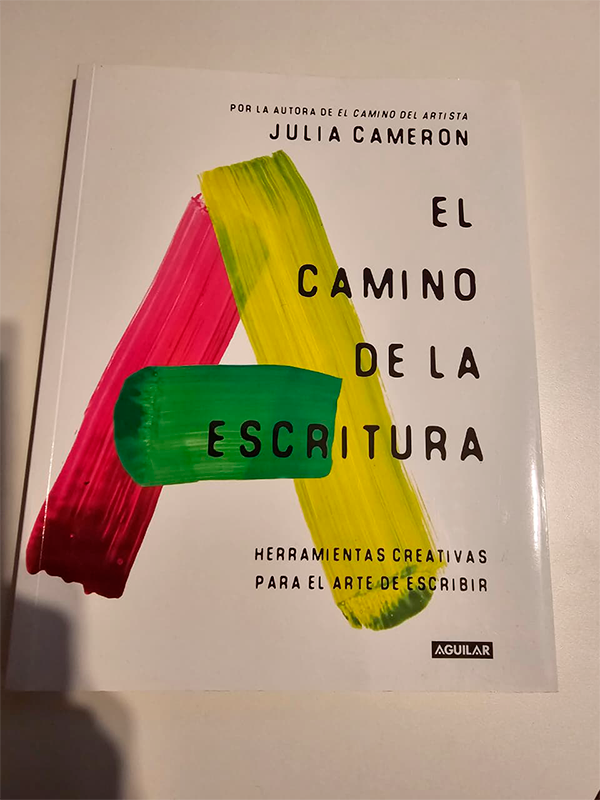 POR LA AUTORA DE EL CAMINO DEL ARTISTA
JULIA CAMERON
EL
CAMINO
DE LA
ESCRITURA
HERRAMIENTAS CREATIVAS
PARA EL ARTE DE ESCRIBIR
AGUILAR